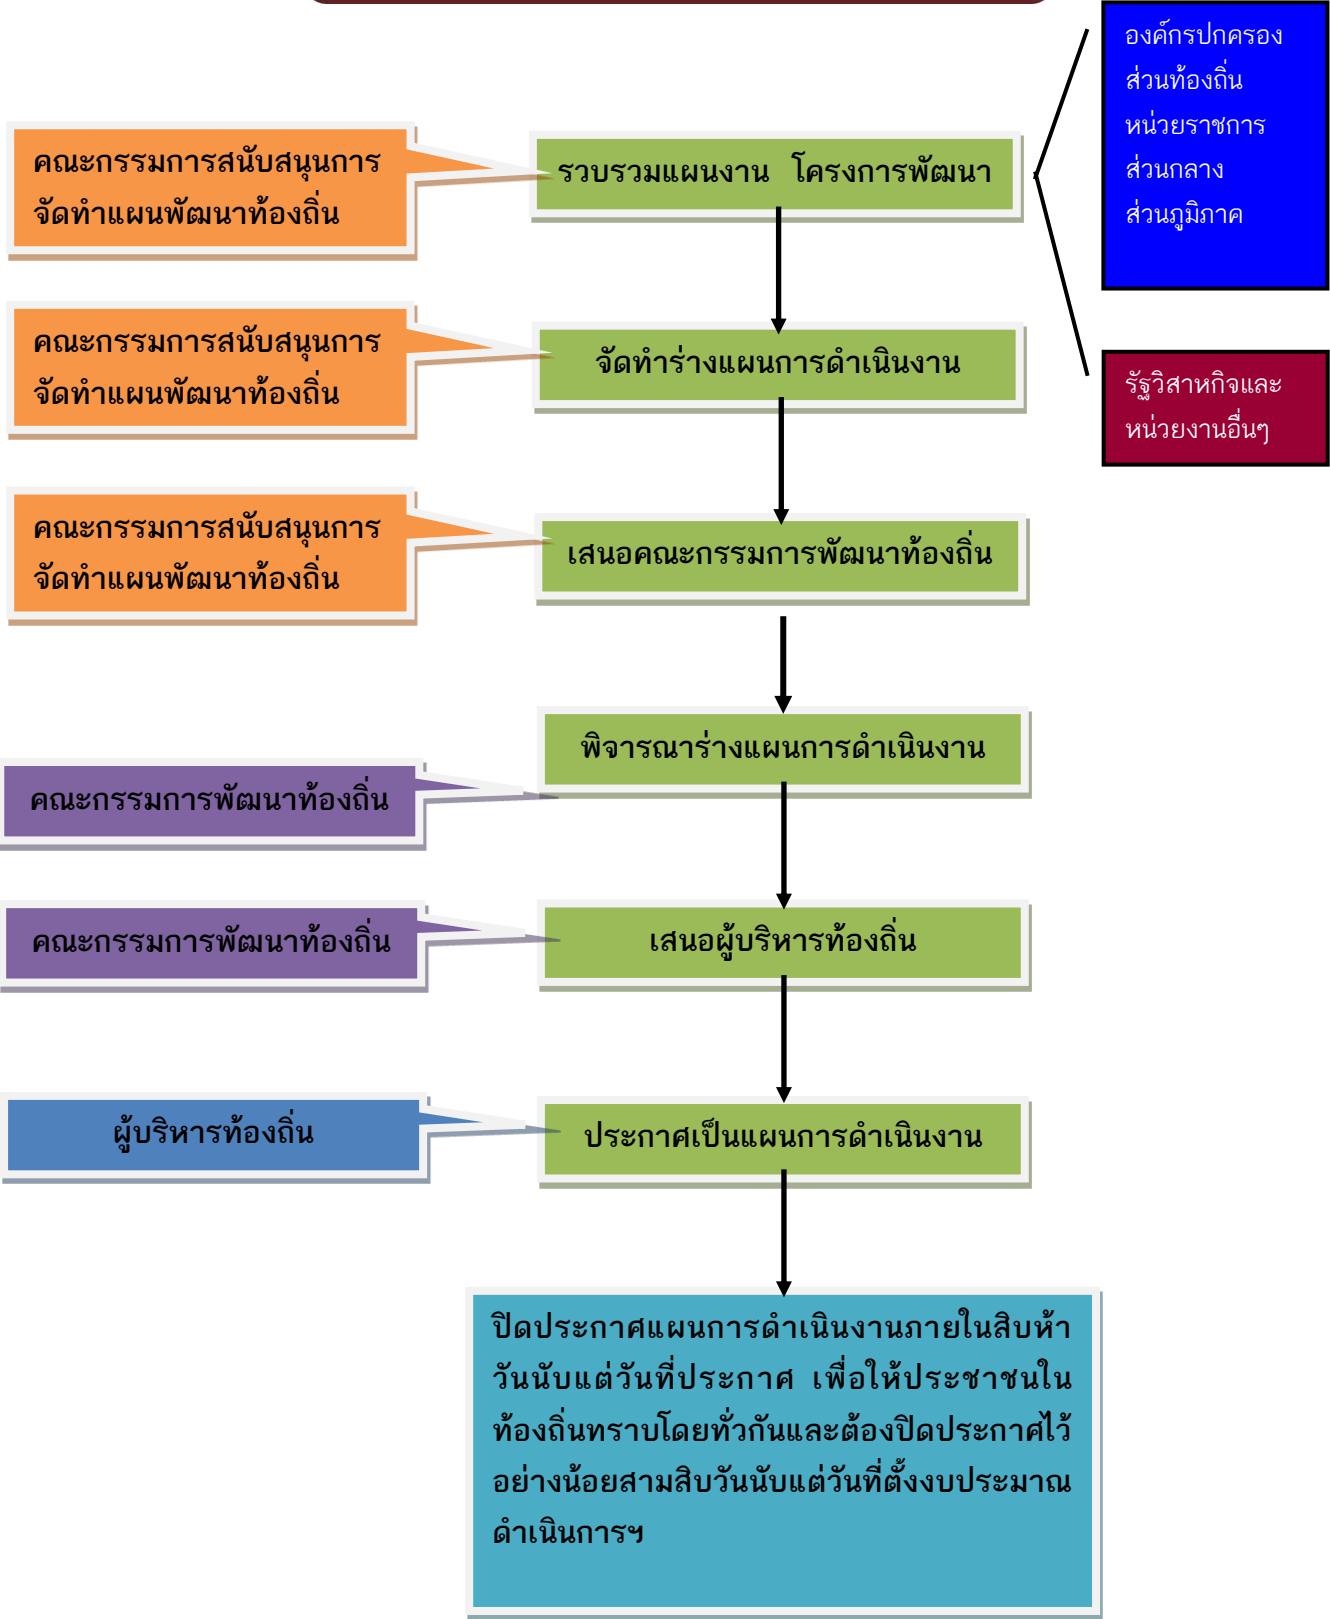 องค์กรปกครอง
ส่วนท้องถิ่น
หน่วยราชการ
ส่วนกลาง
ส่วนภูมิภาค
คณะกรรมการสนับสนุนการ
จัดทำแผนพัฒนาท้องถิ่น
รวบรวมแผนงาน โครงการพัฒนา
คณะกรรมการสนับสนุนการ
จัดทำแผนพัฒนาท้องถิ่น
จัดทำร่างแผนการดำเนินงาน
รัฐวิสาหกิจและ
หน่วยงานอื่นๆ
คณะกรรมการสนับสนุนการ
จัดทำแผนพัฒนาท้องถิ่น
เสนอคณะกรรมการพัฒนาท้องถิ่น
พิจารณาร่างแผนการดำเนินงาน
คณะกรรมการพัฒนาท้องถิ่น
คณะกรรมการพัฒนาท้องถิ่น
เสนอผู้บริหารท้องถิ่น
ผู้บริหารท้องถิ่น
ประกาศเป็นแผนการดำเนินงาน
ปิดประกาศแผนการดำเนินงานภายในสิบห้า
วันนับแต่วันที่ประกาศ เพื่อให้ประชาชนใน
ท้องถิ่นทราบโดยทั่วกันและต้องปิดประกาศไว้
อย่างน้อยสามสิบวันนับแต่วันที่ตั้งงบประมาณ
ดำเนินการฯ